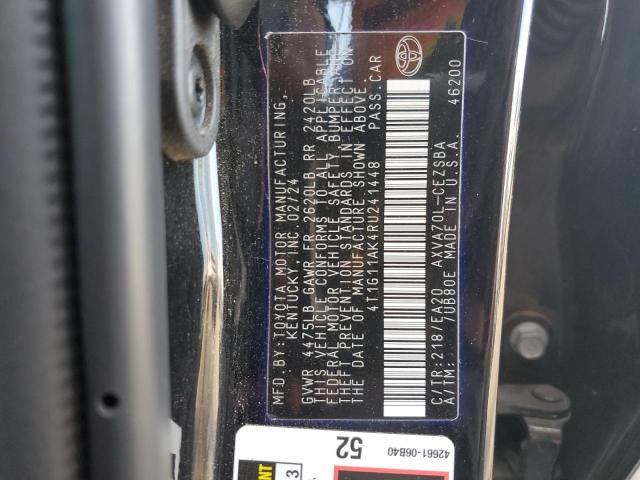 MFD. BY: TOYOTA MOTOR MANUFACTURING,
KENTUCKY, INC. 02/24
GVWR 4475LB GAWR FR 2620LB RR 2420LB
THIS VEHICLE CONFORMS TO ALL APPLICABLE
FEDERAL MOTOR VEHICLE SAFETY, BUMPER, AND
THEFT PREVENTION STANDARDS IN EFFECT ON
THE DATE OF MANUFACTURE SHOWN ABOVE.
4T1G11AK4RU241448 PASS. CAR
C/TR: 218/EA20 AXVA70L-CEZSBA
A/TM: /UB80E MADE IN U.S.A. 46200
42661-06B40
52
3